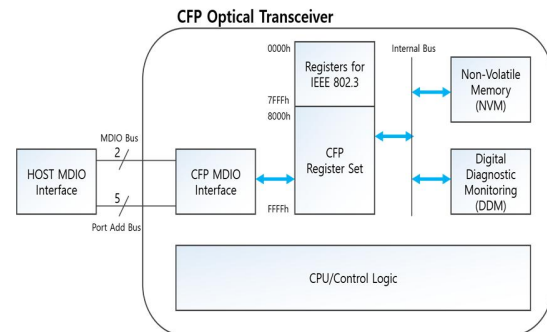 CFP Optical Transceiver
0000h
Registers for
IEEE 802.3
7FFFh
8000h
CFP
Register Set
FFFFh
Internal Bus
Non-Volatile
Memory
(NVM)
Digital
Diagnostic
Monitoring
(DDM)
MDIO Bus
2
HOST MDIO
Interface
CFP MDIO
Interface
5
Port Add Bus
CPU/Control Logic